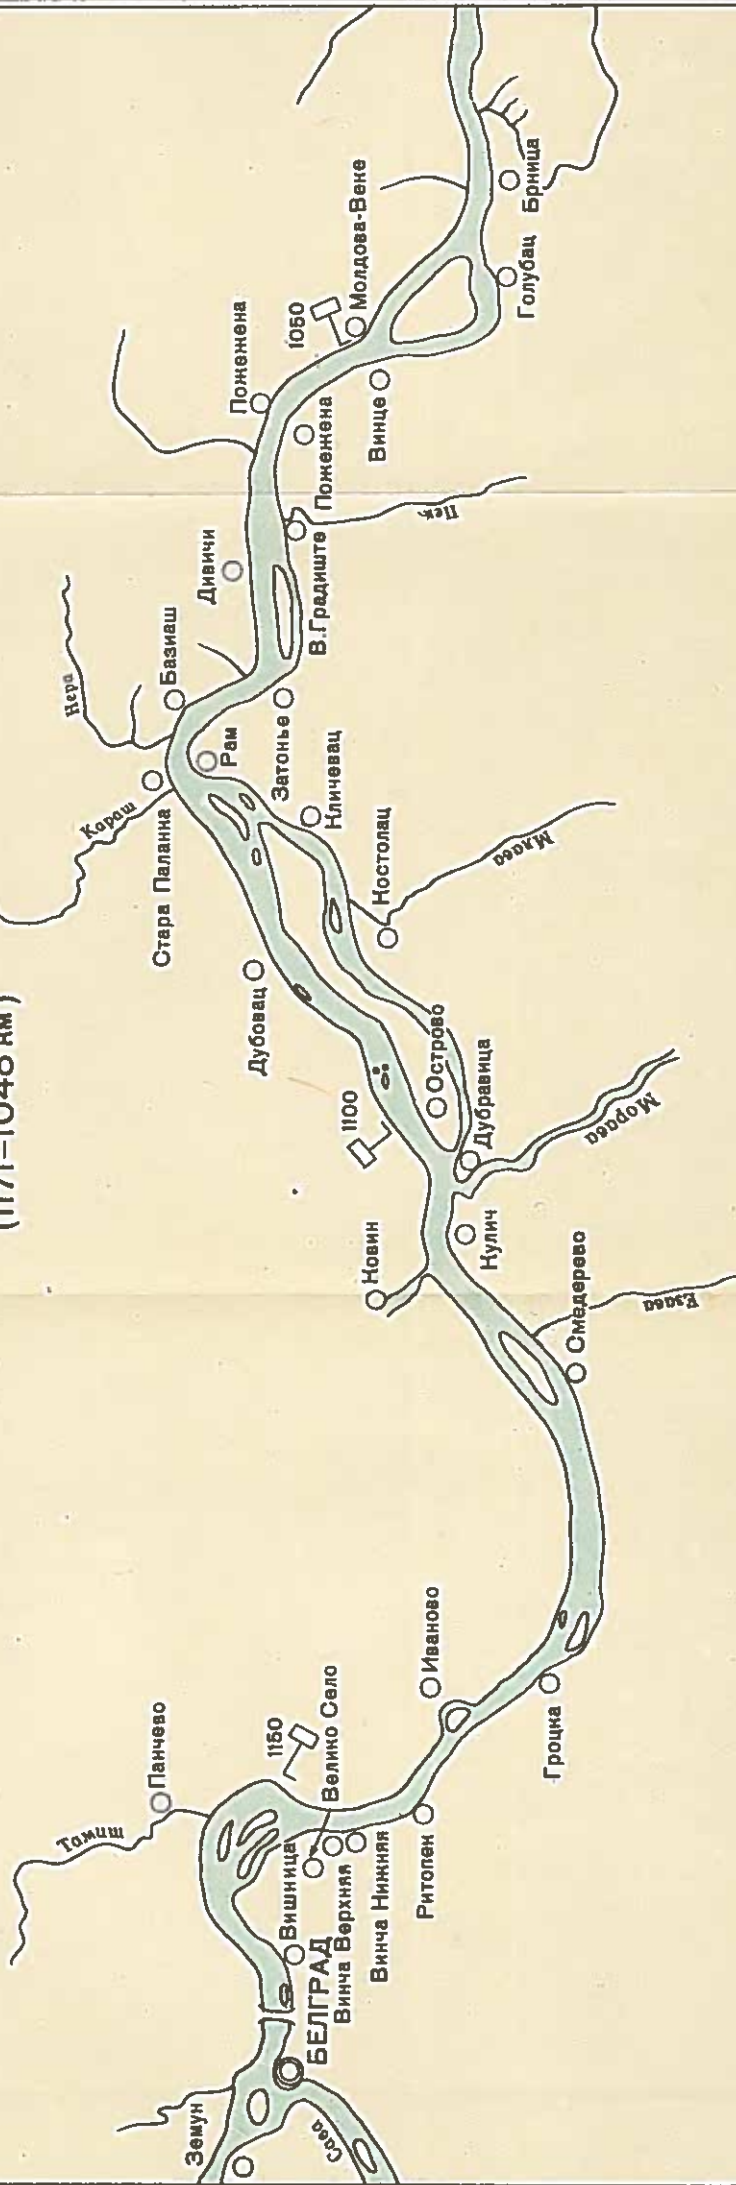 (1171–1048 км)
Земун
Сава
БЕЛГРАД
Вишница
Винча Верхняя
Винча Нижняя
Велико Село
Тамиш
Панчево
1150
Ритопек
Иваново
Гроцка
Смедерево
Езава
Ковин
Кулич
Морава
Дубравица
1100
Острово
Дубовац
Костолац
Млава
Кличевац
Стара Паланка
Караш
Рам
Нера
Базиаш
Затонье
Дивичи
В.Градиште
Пек
Пожежена
Пожежена
Винце
1050
Молдова-Веке
Голубац
Брница